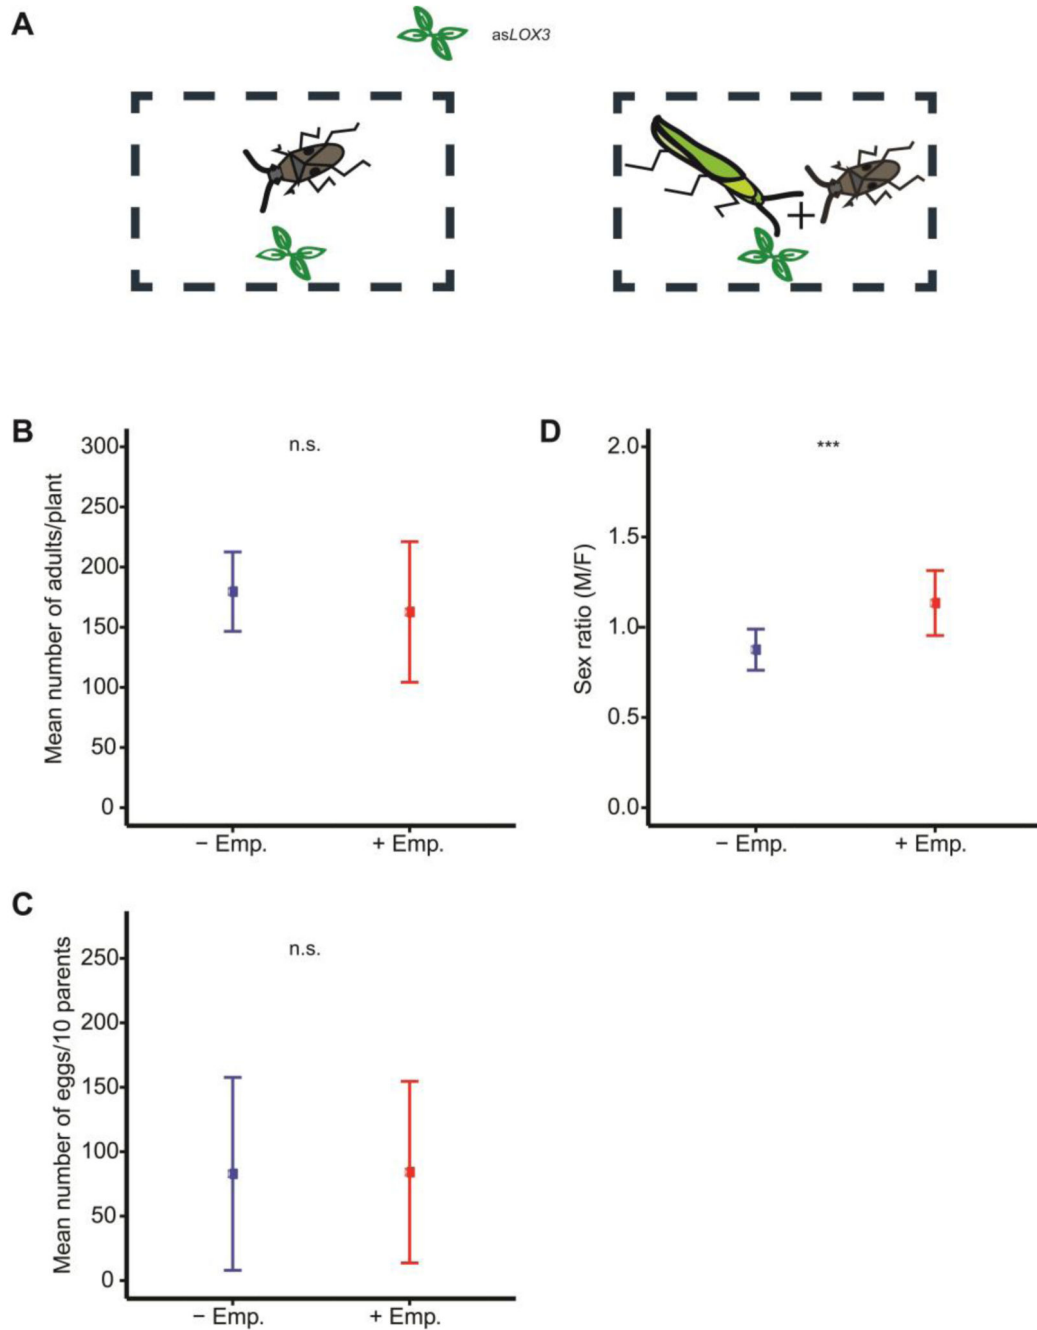 A
asLOX3
+
B
n.s.
Mean number of adults/plant
300
250
200
150
100
50
0
− Emp.
+ Emp.
D
***
Sex ratio (M/F)
2.0
1.5
1.0
0.5
0.0
− Emp.
+ Emp.
C
n.s.
Mean number of eggs/10 parents
250
200
150
100
50
0
− Emp.
+ Emp.